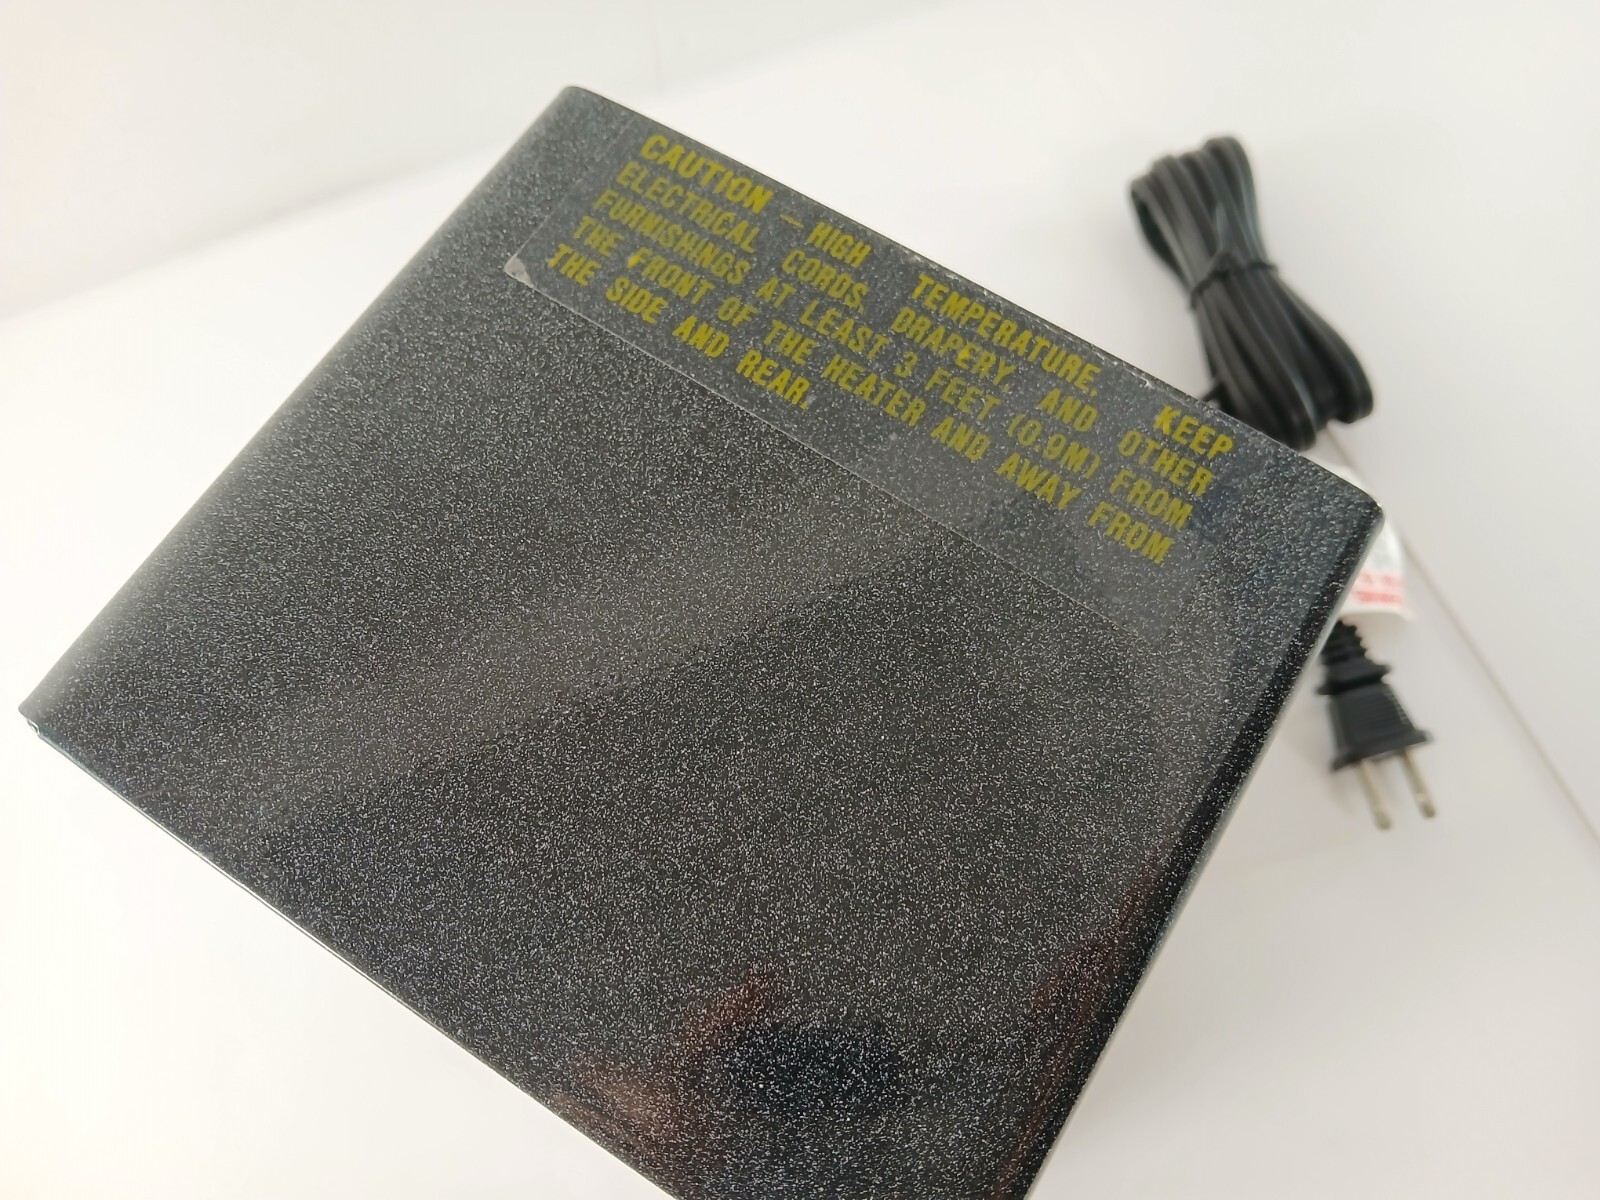 CAUTION – HIGH TEMPERATURE, KEEP
ELECTRICAL CORDS, DRAPERY, AND OTHER
FURNISHINGS AT LEAST 3 FEET (0.9M) FROM
THE FRONT OF THE HEATER AND AWAY FROM
THE SIDE AND REAR.